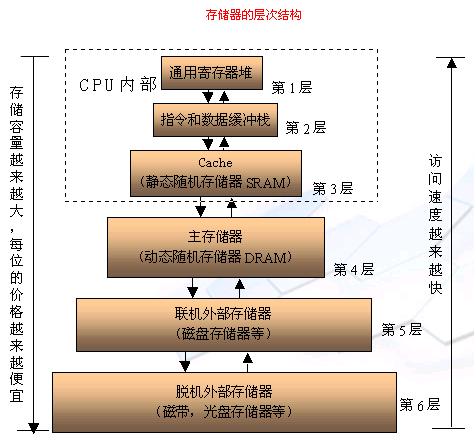 存储器的层次结构
CPU内部
通用寄存器堆
第1层
指令和数据缓冲栈
第2层
Cache
（静态随机存储器SRAM）
第3层
主存储器
（动态随机存储器DRAM）
第4层
联机外部存储器
（磁盘存储器等）
第5层
脱机外部存储器
（磁带，光盘存储器等）
第6层
存储容量越来越大，每位的价格越来越便宜
访问速度越来越快